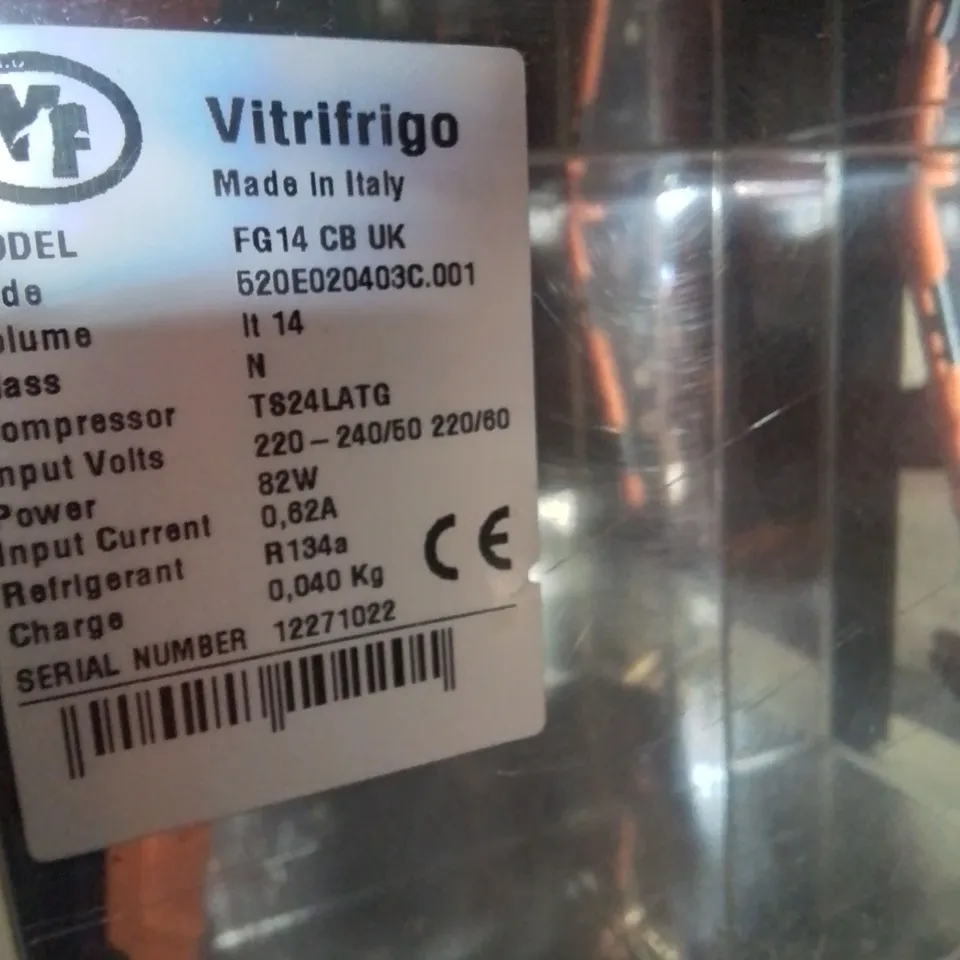 VF
Vitrifrigo
Made In Italy
ODEL FG14 CB UK
de 520E020403C.001
olume lt 14
lass N
ompressor TS24LATG
nput Volts 220-240/50 220/60
Power 82W
Input Current 0,62A
Refrigerant R134a
Charge 0,040 Kg
CE
SERIAL NUMBER 12271022